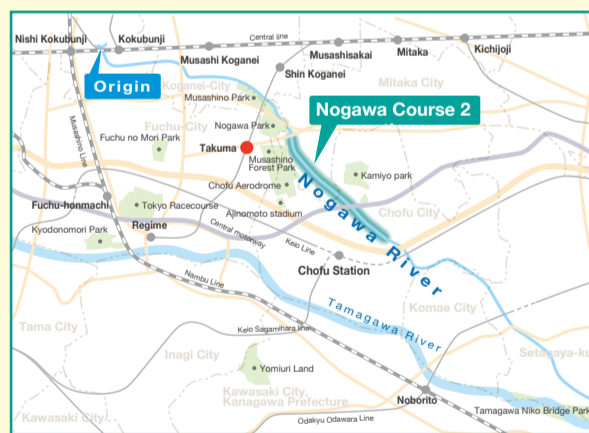 Nishi Kokubunji
Kokubunji
Central line
Musashi Koganei
Musashisakai
Mitaka
Kichijoji
Shin Koganei
Origin
Koganei-City
Mitaka City
Musashino Park
Nogawa Course 2
Fuchu-City
Nogawa Park
Fuchu no Mori Park
Takuma
Musashino
Forest Park
Musashino Line
Kamiyo park
Chofu Aerodrome
Nogawa River
Fuchu-honmachi
Tokyo Racecourse
Ajinomoto stadium
Chofu City
Kyodonomori Park
Regime
Central motorway
Keio Line
Chofu Station
Nambu Line
Tamagawa River
Komae City
Tama City
Keio Sagamihara line
Inagi City
Setagaya-ku
Yomiuri Land
Kawasaki City,
Kanagawa Prefecture
Noborito
Kawasaki City
Odakyu Odawara Line
Tamagawa Niko Bridge Park